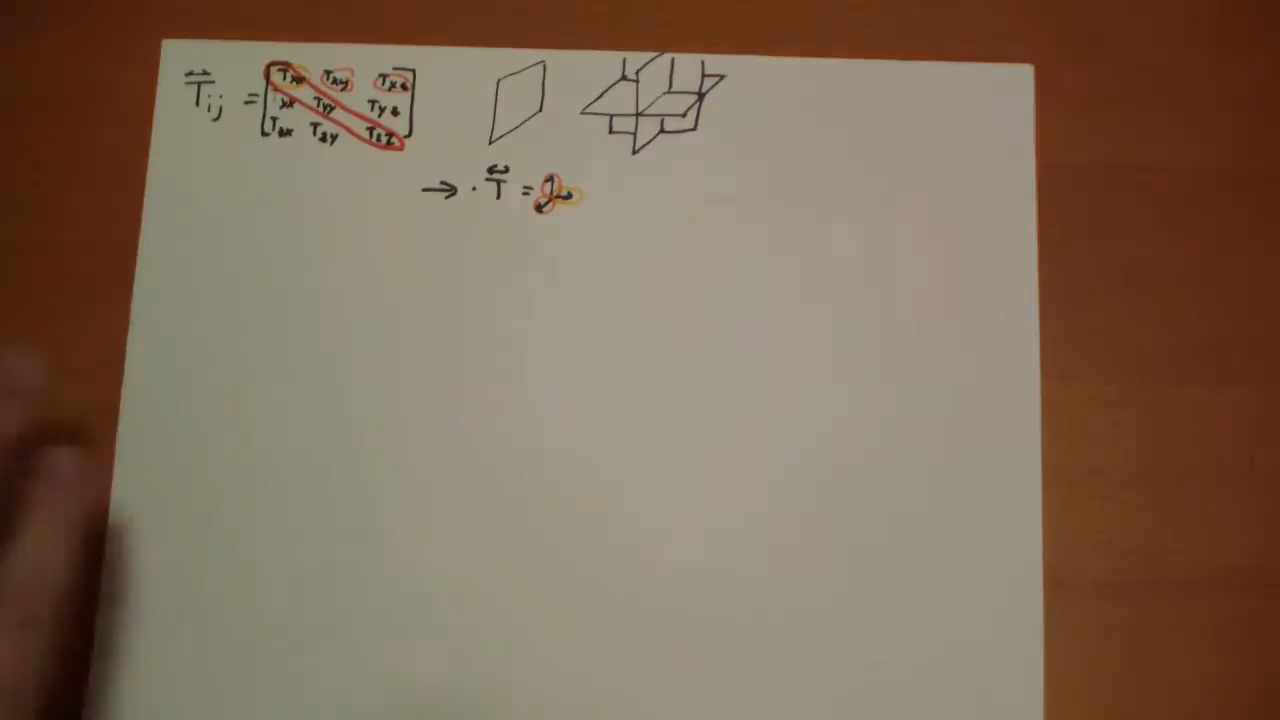 T⃡ij = [Txx Txy Txz
Tyx Tyy Tyz
Tzx Tzy Tzz]
→ · T⃡ =